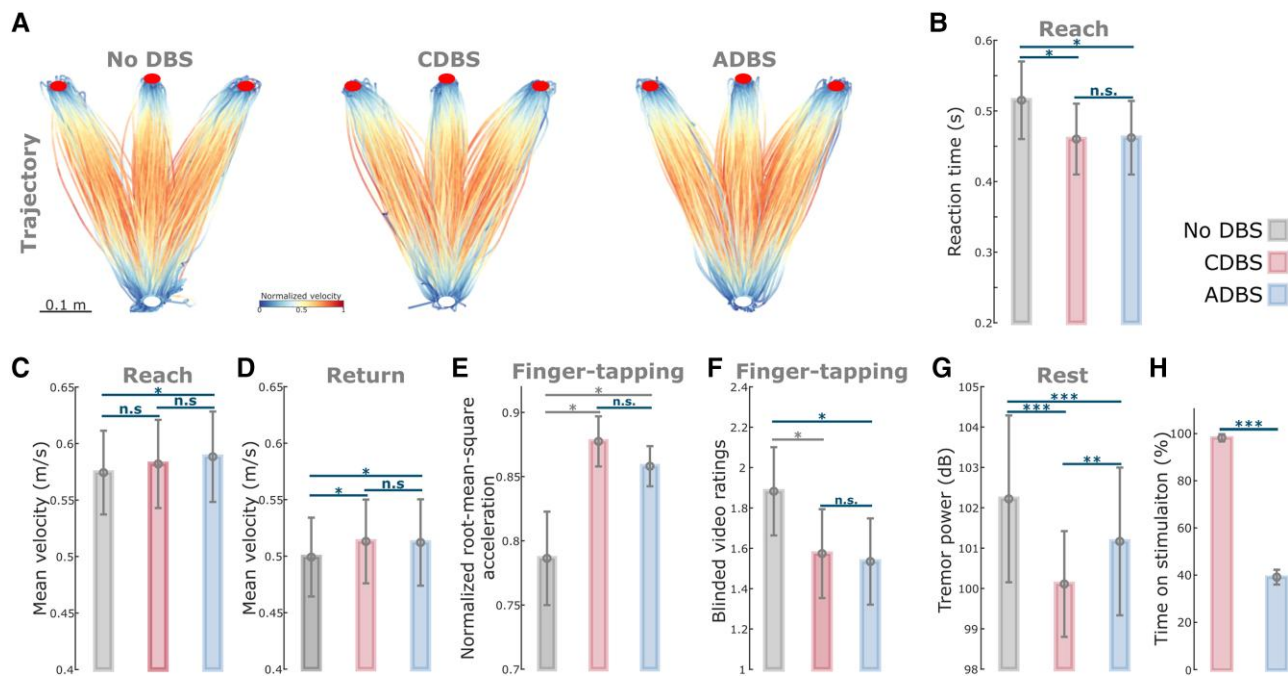 A
No DBS
CDBS
ADBS
Trajectory
0.1 m
Normalized velocity
0 0.5 1
B
Reach
Reaction time (s)
0.6
0.5
0.4
0.3
0.2
*
*
n.s.
No DBS
CDBS
ADBS
C
Reach
Mean velocity (m/s)
0.65
0.6
0.55
0.5
0.45
0.4
*
n.s
n.s
D
Return
Mean velocity (m/s)
0.65
0.6
0.55
0.5
0.45
0.4
*
*
n.s
E
Finger-tapping
Normalized root-mean-square
acceleration
0.9
0.85
0.8
0.75
0.7
*
*
n.s.
F
Finger-tapping
Blinded video ratings
2.4
2.2
2
1.8
1.6
1.4
1.2
1
*
*
n.s.
G
Rest
Tremor power (dB)
104
103
102
101
100
99
98
***
***
**
H
Time on stimulaiton (%)
100
80
60
40
20
0
***